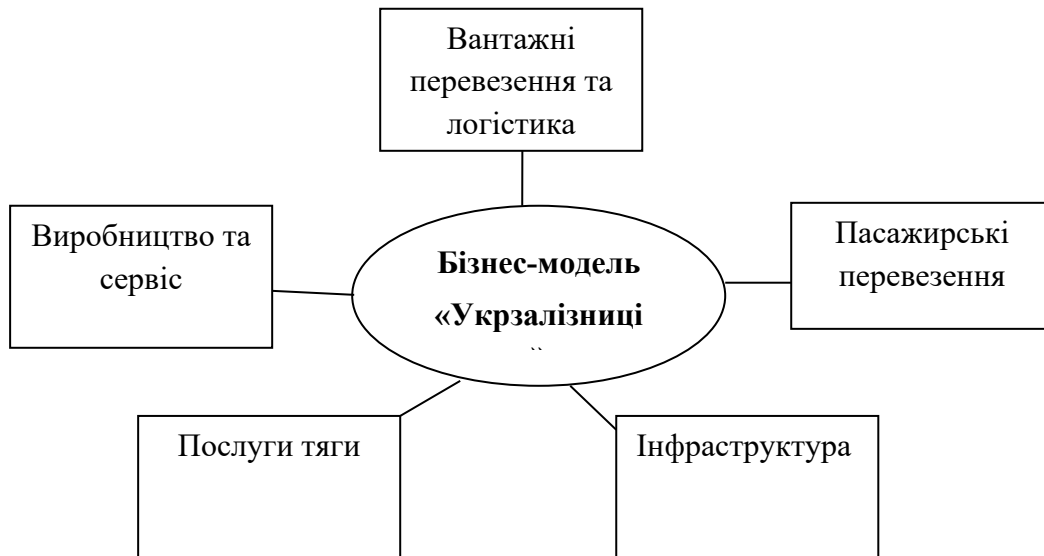 Вантажні
перевезення та
логістика
Виробництво та
сервіс
Бізнес-модель
«Укрзалізниці
»
Пасажирські
перевезення
Послуги тяги
Інфраструктура